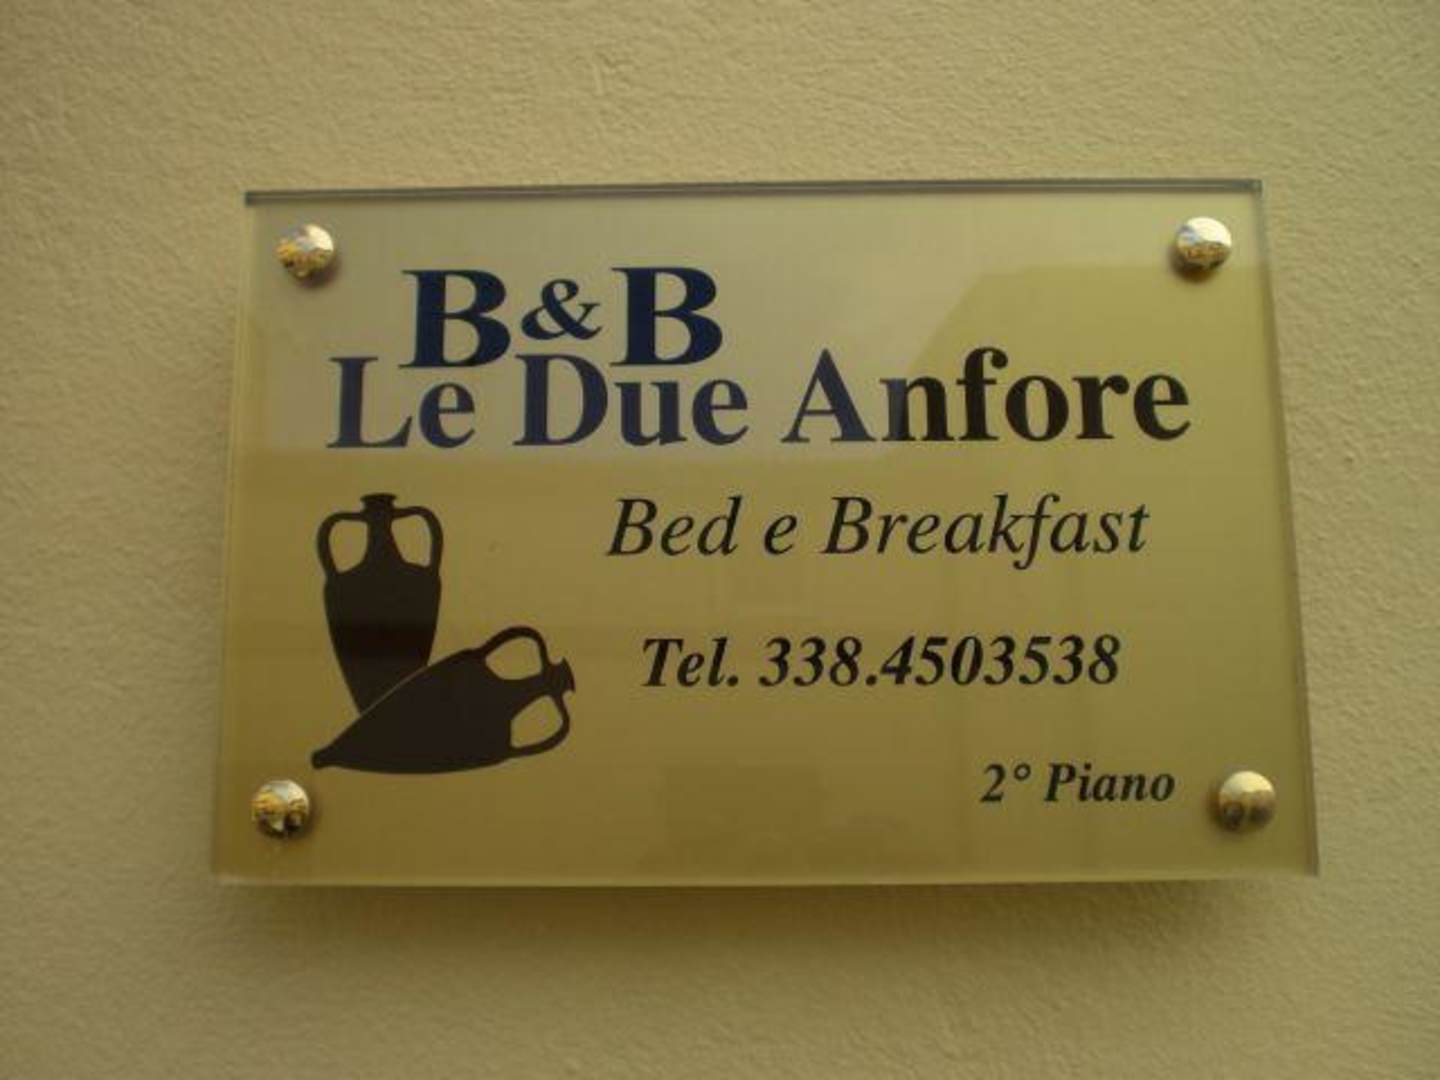 B&B
Le Due Anfore
Bed e Breakfast
Tel. 338.4503538
2° Piano